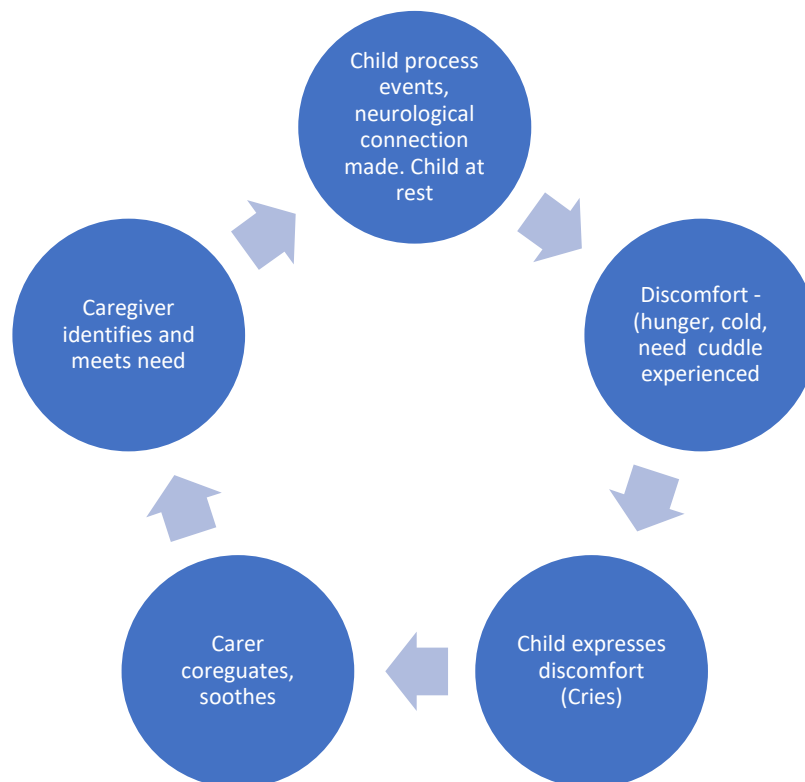 Child process
events,
neurological
connection
made. Child at
rest
Discomfort -
(hunger, cold,
need  cuddle
experienced
Child expresses
discomfort
(Cries)
Carer
coreguates,
soothes
Caregiver
identifies and
meets need